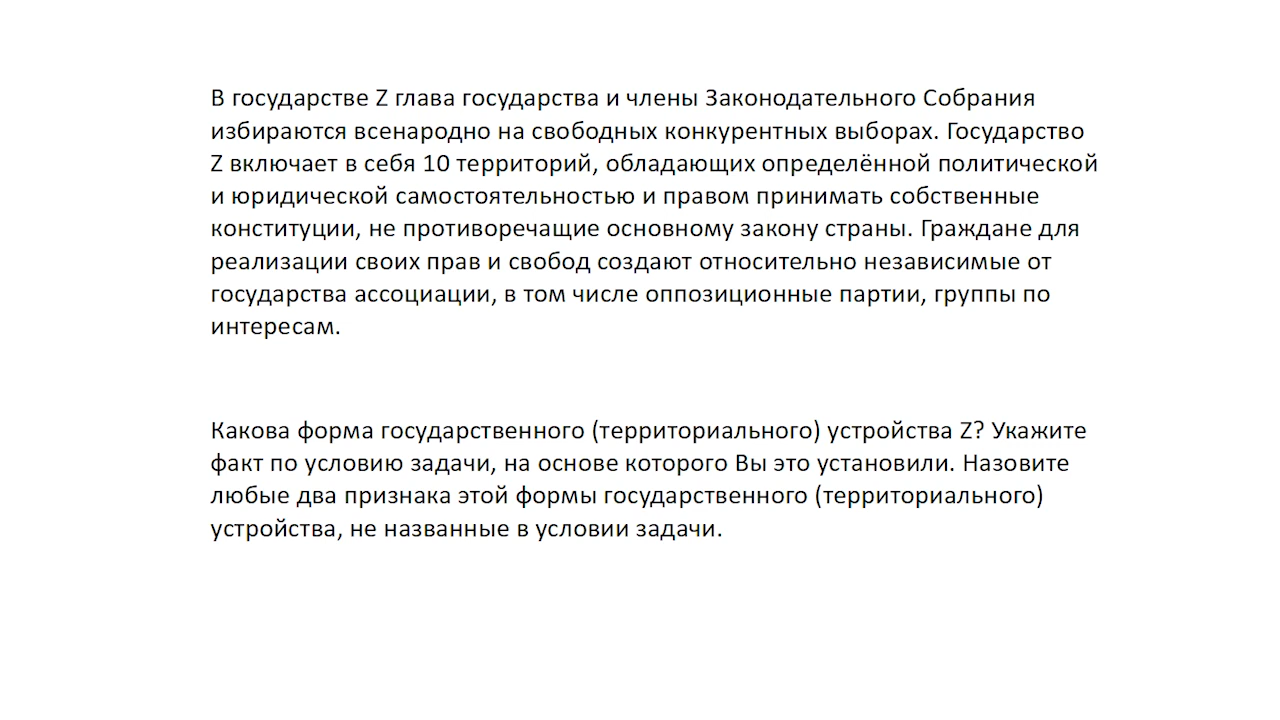 В государстве Z глава государства и члены Законодательного Собрания
избираются всенародно на свободных конкурентных выборах. Государство
Z включает в себя 10 территорий, обладающих определённой политической
и юридической самостоятельностью и правом принимать собственные
конституции, не противоречащие основному закону страны. Граждане для
реализации своих прав и свобод создают относительно независимые от
государства ассоциации, в том числе оппозиционные партии, группы по
интересам.
Какова форма государственного (территориального) устройства Z? Укажите
факт по условию задачи, на основе которого Вы это установили. Назовите
любые два признака этой формы государственного (территориального)
устройства, не названные в условии задачи.